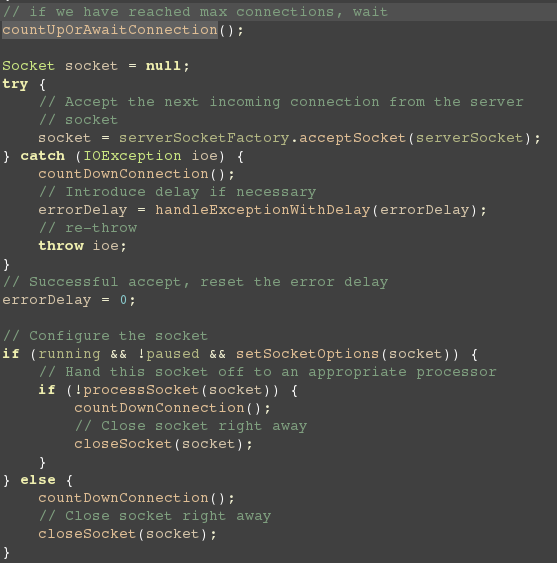 // if we have reached max connections, wait
countUpOrAwaitConnection();
Socket socket = null;
try {
// Accept the next incoming connection from the server
// socket
socket = serverSocketFactory.acceptSocket(serverSocket);
} catch (IOException ioe) {
countDownConnection();
// Introduce delay if necessary
errorDelay = handleExceptionWithDelay(errorDelay);
// re-throw
throw ioe;
}
// Successful accept, reset the error delay
errorDelay = 0;
// Configure the socket
if (running && !paused && setSocketOptions(socket)) {
// Hand this socket off to an appropriate processor
if (!processSocket(socket)) {
countDownConnection();
// Close socket right away
closeSocket(socket);
}
} else {
countDownConnection();
// Close socket right away
closeSocket(socket);
}